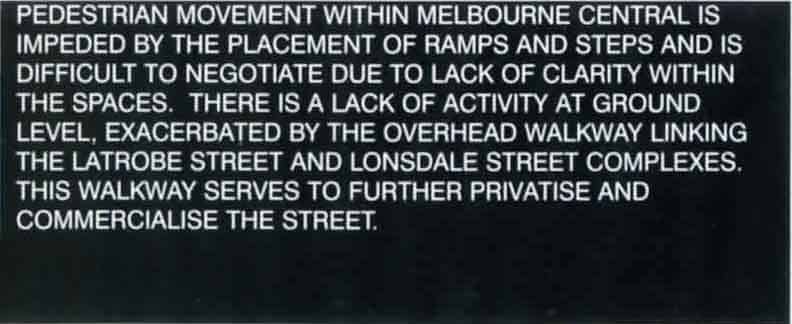 PEDESTRIAN MOVEMENT WITHIN MELBOURNE CENTRAL IS
IMPEDED BY THE PLACEMENT OF RAMPS AND STEPS AND IS
DIFFICULT TO NEGOTIATE DUE TO LACK OF CLARITY WITHIN
THE SPACES. THERE IS A LACK OF ACTIVITY AT GROUND
LEVEL, EXACERBATED BY THE OVERHEAD WALKWAY LINKING
THE LATROBE STREET AND LONSDALE STREET COMPLEXES.
THIS WALKWAY SERVES TO FURTHER PRIVATISE AND
COMMERCIALISE THE STREET.